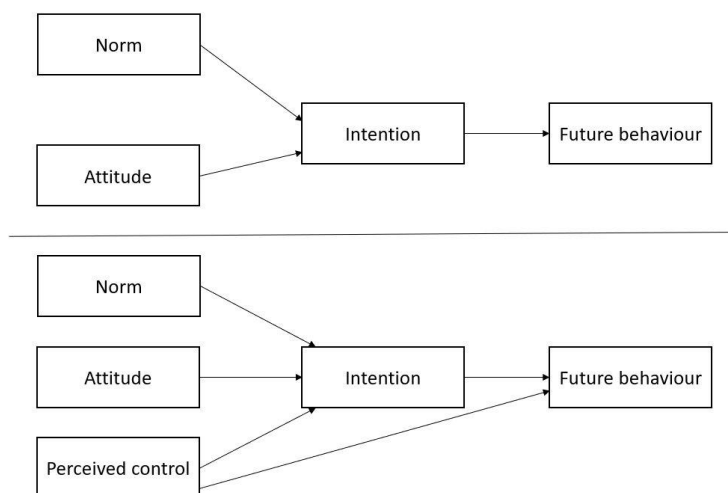 Norm
Attitude
Intention
Future behaviour
Norm
Attitude
Intention
Future behaviour
Perceived control